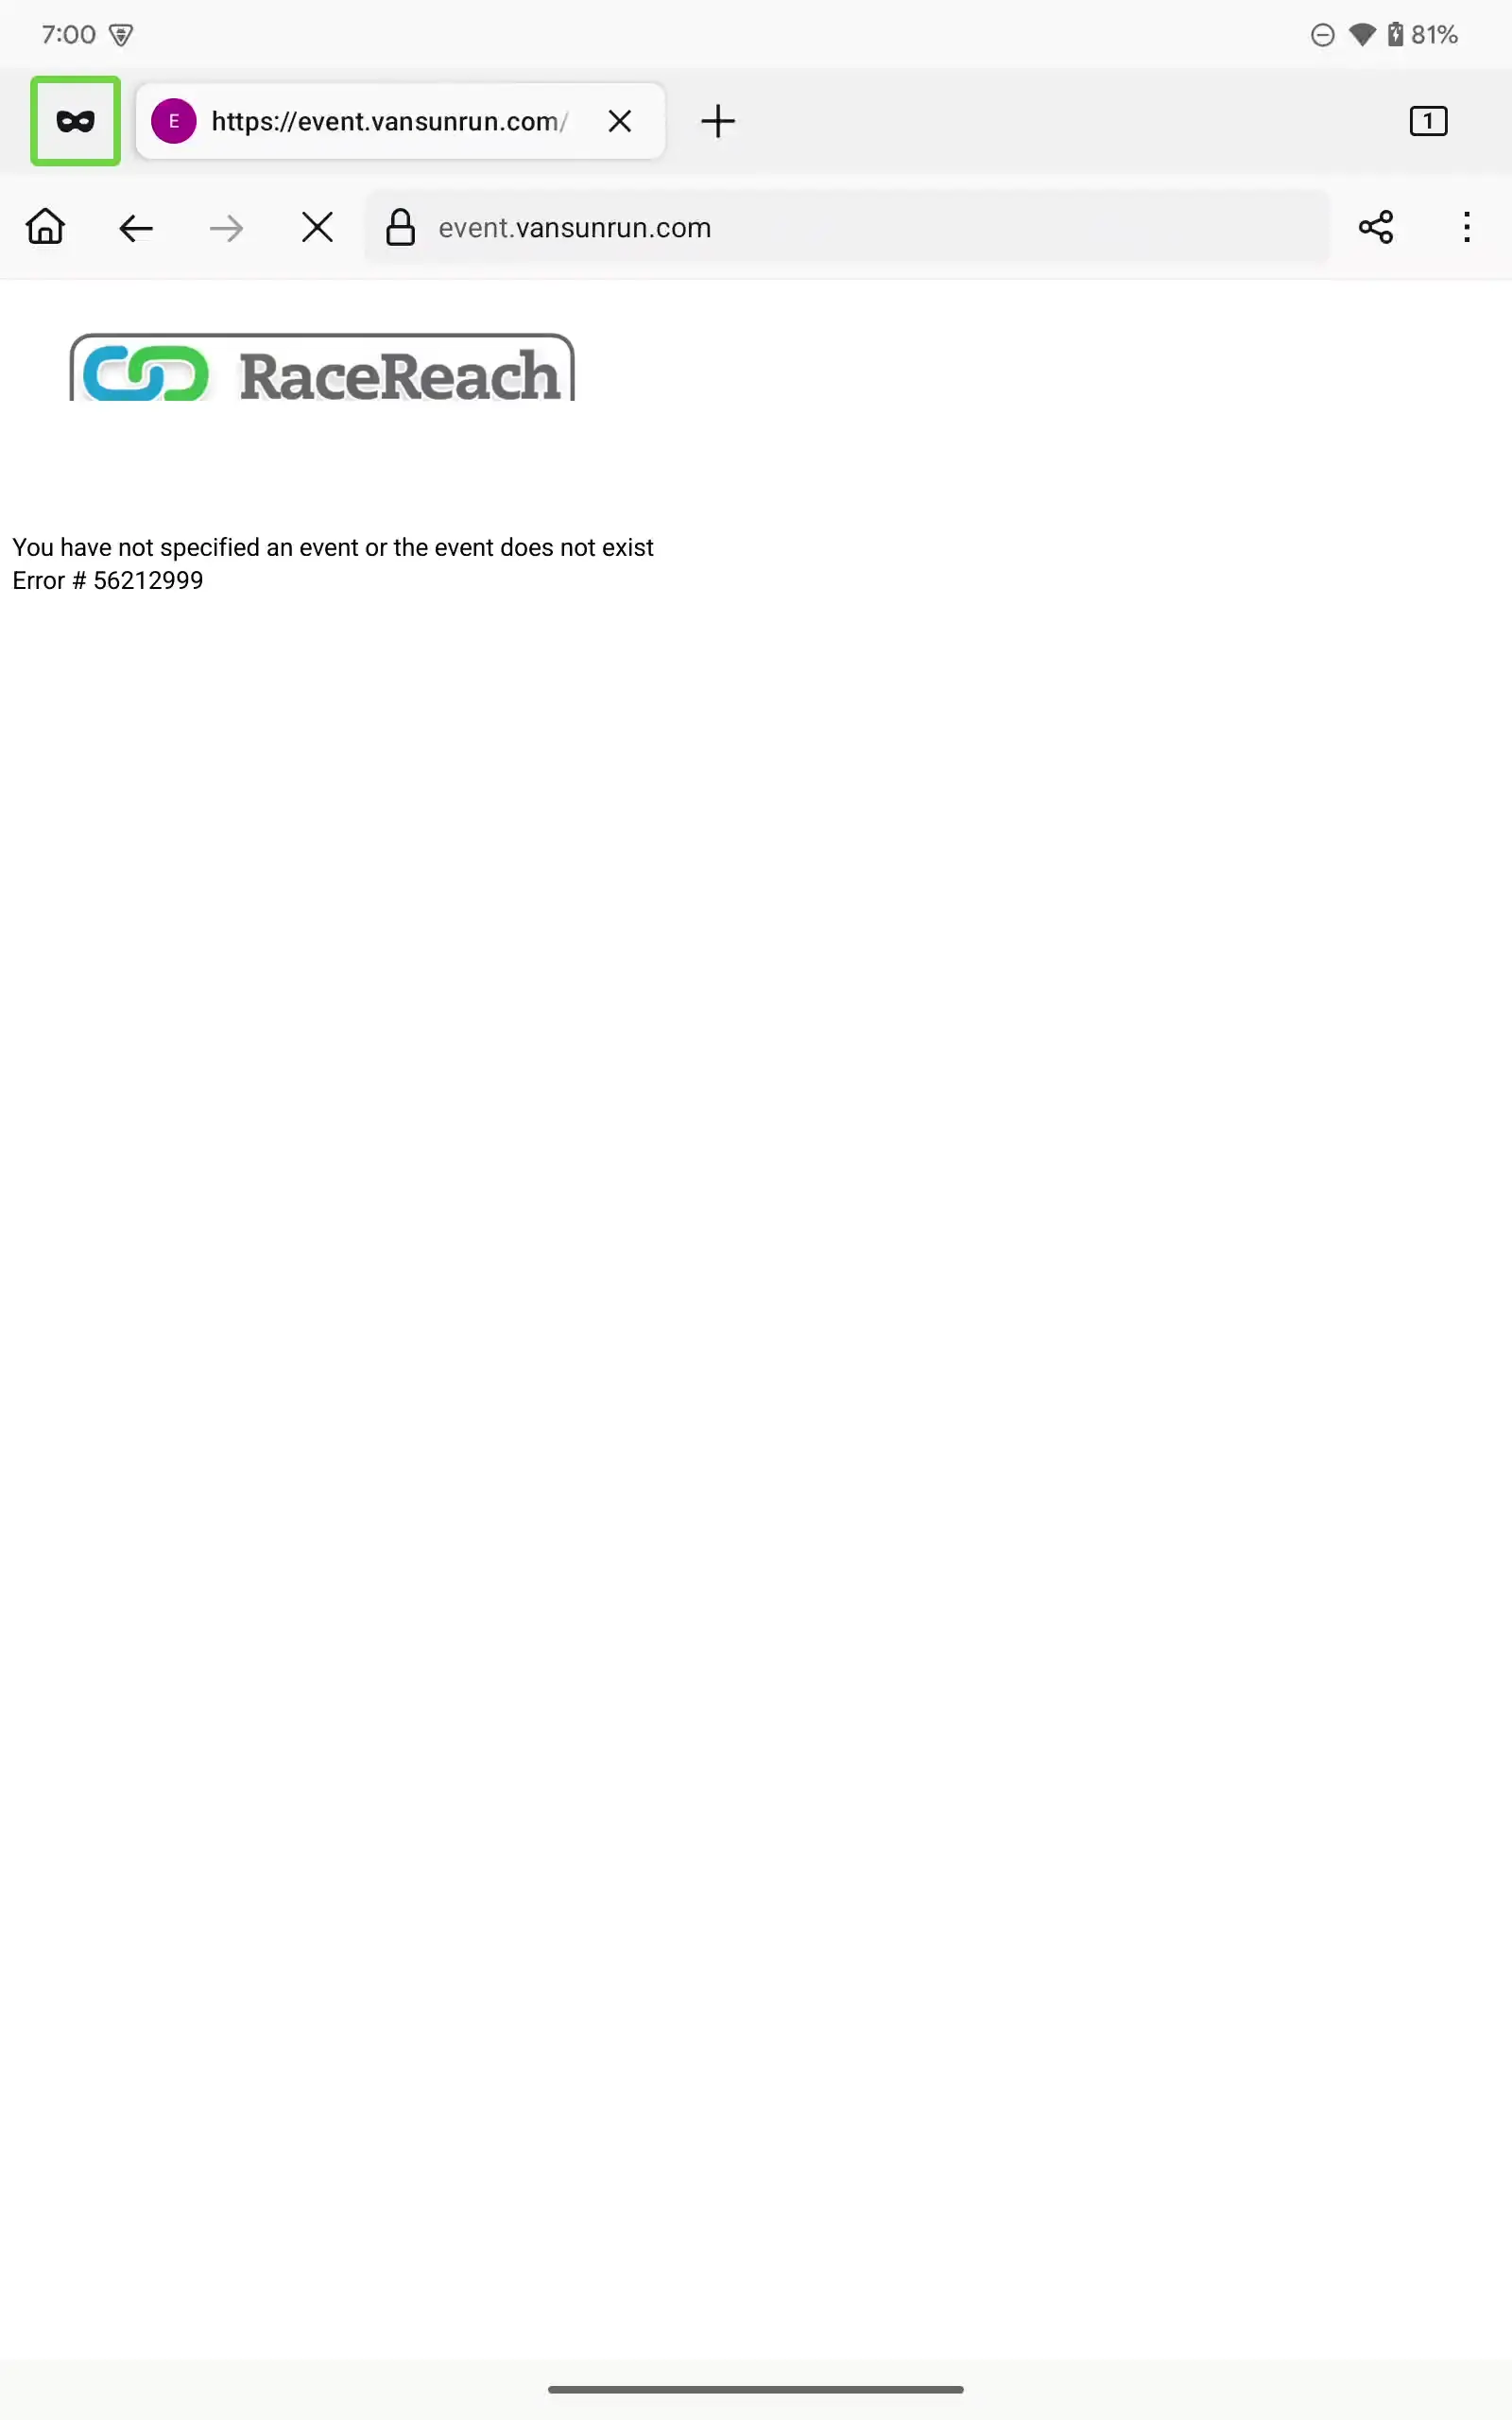 7:00
81%
E
https://event.vansunrun.com/
1
event.vansunrun.com
RaceReach
You have not specified an event or the event does not exist
Error # 56212999